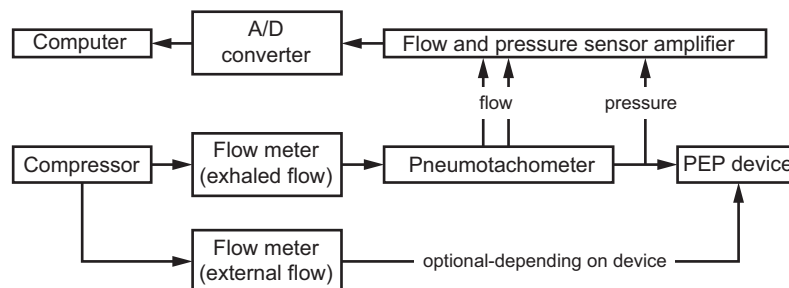 Computer
A/D
converter
Flow and pressure sensor amplifier
flow
pressure
Compressor
Flow meter
(exhaled flow)
Pneumotachometer
PEP device
Flow meter
(external flow)
optional-depending on device